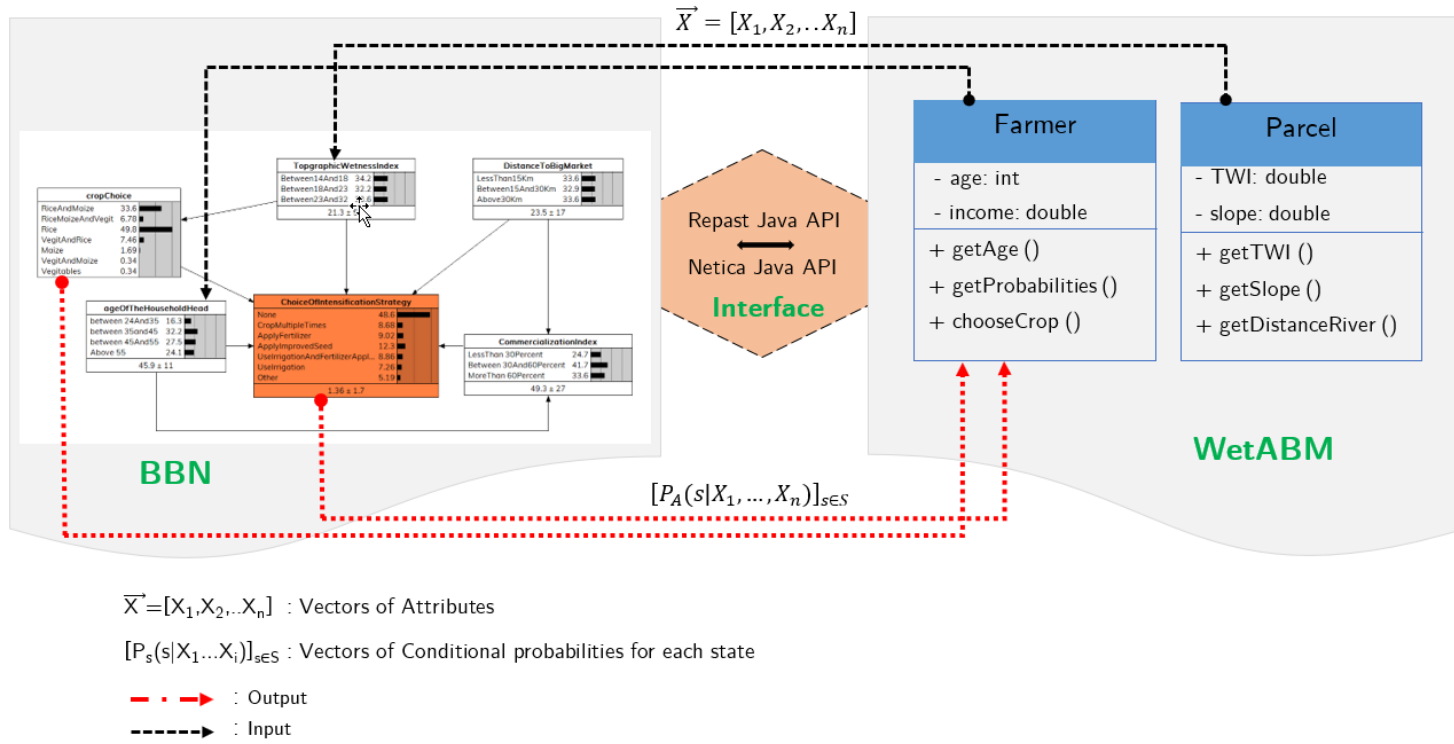 X = [X1, X2, . . Xn]
Farmer
- age: int
- income: double
+ getAge ()
+ getProbabilities ()
+ chooseCrop ()
Parcel
- TWI: double
- slope: double
+ getTWI ()
+ getSlope ()
+ getDistanceRiver ()
TopgraphicWetnessIndex
Between14And18 34.2
Between18And23 32.2
Between23And32
21.3 ±
DistanceToBigMarket
LessThan15Km 33.6
Between15And30Km 32.9
Above30Km 33.6
23.5 ± 17
cropChoice
RiceAndMaize 33.6
RiceMaizeAndVegit 6.78
Rice 49.8
VegitAndRice 7.46
Maize 1.69
VegitAndMaize 0.34
Vegitables 0.34
Repast Java API
Netica Java API
Interface
ageOfTheHouseholdHead
between 24And35 16.3
between 35and45 32.2
between 45And55 27.5
Above 55 24.1
45.9 ± 11
ChoiceOfIntensificationStrategy
None 48.6
CropMultipleTimes 8.68
ApplyFertilizer 9.02
ApplyImprovedSeed 12.3
UseIrrigationAndFertilizerAppl... 8.86
UseIrrigation 7.26
Other 5.19
1.36 ± 1.7
CommercializationIndex
LessThan 30Percent 24.7
Between 30And60Percent 41.7
MoreThan 60Percent 33.6
49.3 ± 27
BBN
WetABM
[PA(s|X1, ..., Xn)]s∈S
X=[X1,X2,..Xn] : Vectors of Attributes
[Ps(s|X1...Xi)]s∈S : Vectors of Conditional probabilities for each state
: Output
: Input